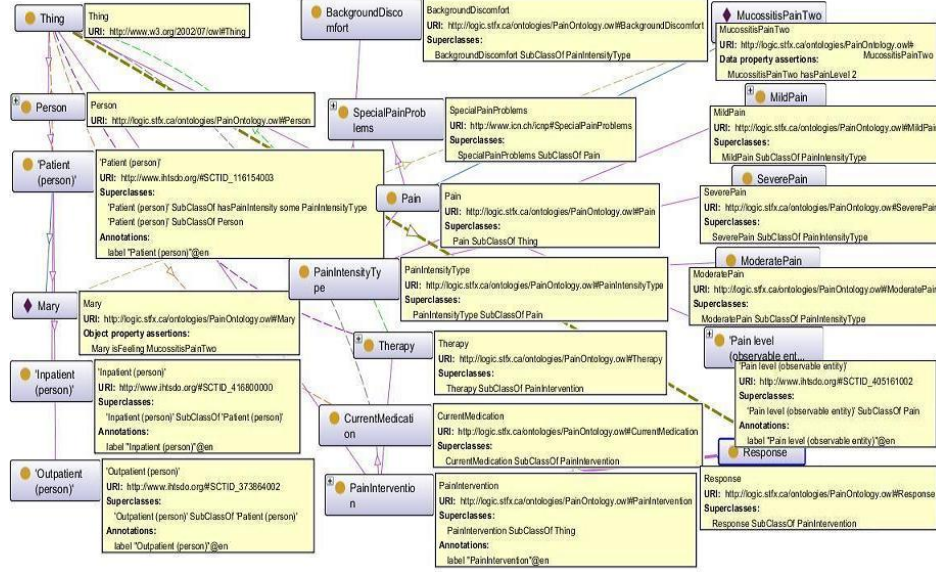 Thing
Thing
URI: http://www.w3.org/2002/07/owl#Thing
BackgroundDisco
mfort
BackgroundDiscomfort
URI: http://logic.stfx.ca/ontologies/PainOntology.owl#BackgroundDiscomfort
Superclasses:
BackgroundDiscomfort SubClassOf PainIntensityType
MucossitisPainTwo
MucossitisPainTwo
URI: http://logic.stfx.ca/ontologies/PainOntology.owl#
MucossitisPainTwo
Data property assertions:
MucossitisPainTwo hasPainLevel 2
Person
Person
URI: http://logic.stfx.ca/ontologies/PainOntology.owl#Person
SpecialPainProb
lems
SpecialPainProblems
URI: http://www.icn.ch/icnp#SpecialPainProblems
Superclasses:
SpecialPainProblems SubClassOf Pain
MildPain
MildPain
URI: http://logic.stfx.ca/ontologies/PainOntology.owl#MildPain
Superclasses:
MildPain SubClassOf PainIntensityType
'Patient
(person)'
'Patient (person)'
URI: http://www.ihtsdo.org/#SCTID_116154003
Superclasses:
'Patient (person)' SubClassOf hasPainIntensity some PainIntensityType
'Patient (person)' SubClassOf Person
Annotations:
label "Patient (person)"@en
Pain
Pain
URI: http://logic.stfx.ca/ontologies/PainOntology.owl#Pain
Superclasses:
Pain SubClassOf Thing
SeverePain
SeverePain
URI: http://logic.stfx.ca/ontologies/PainOntology.owl#SeverePain
Superclasses:
SeverePain SubClassOf PainIntensityType
PainIntensityTy
pe
PainIntensityType
URI: http://logic.stfx.ca/ontologies/PainOntology.owl#PainIntensityType
Superclasses:
PainIntensityType SubClassOf Pain
ModeratePain
ModeratePain
URI: http://logic.stfx.ca/ontologies/PainOntology.owl#ModeratePain
Superclasses:
ModeratePain SubClassOf PainIntensityType
Mary
Mary
URI: http://logic.stfx.ca/ontologies/PainOntology.owl#Mary
Object property assertions:
Mary isFeeling MucossitisPainTwo
Therapy
Therapy
URI: http://logic.stfx.ca/ontologies/PainOntology.owl#Therapy
Superclasses:
Therapy SubClassOf PainIntervention
'Pain level
(observable ent...
'Pain level (observable entity)'
URI: http://www.ihtsdo.org/#SCTID_405161002
Superclasses:
'Pain level (observable entity)' SubClassOf Pain
Annotations:
label "Pain level (observable entity)"@en
'Inpatient
(person)'
'Inpatient (person)'
URI: http://www.ihtsdo.org/#SCTID_416800000
Superclasses:
'Inpatient (person)' SubClassOf 'Patient (person)'
Annotations:
label "Inpatient (person)"@en
CurrentMedicati
on
CurrentMedication
URI: http://logic.stfx.ca/ontologies/PainOntology.owl#CurrentMedication
Superclasses:
CurrentMedication SubClassOf PainIntervention
Response
Response
URI: http://logic.stfx.ca/ontologies/PainOntology.owl#Response
Superclasses:
Response SubClassOf PainIntervention
'Outpatient
(person)'
'Outpatient (person)'
URI: http://www.ihtsdo.org/#SCTID_373864002
Superclasses:
'Outpatient (person)' SubClassOf 'Patient (person)'
Annotations:
label "Outpatient (person)"@en
PainInterventio
n
PainIntervention
URI: http://logic.stfx.ca/ontologies/PainOntology.owl#PainIntervention
Superclasses:
PainIntervention SubClassOf Thing
Annotations:
label "PainIntervention"@en